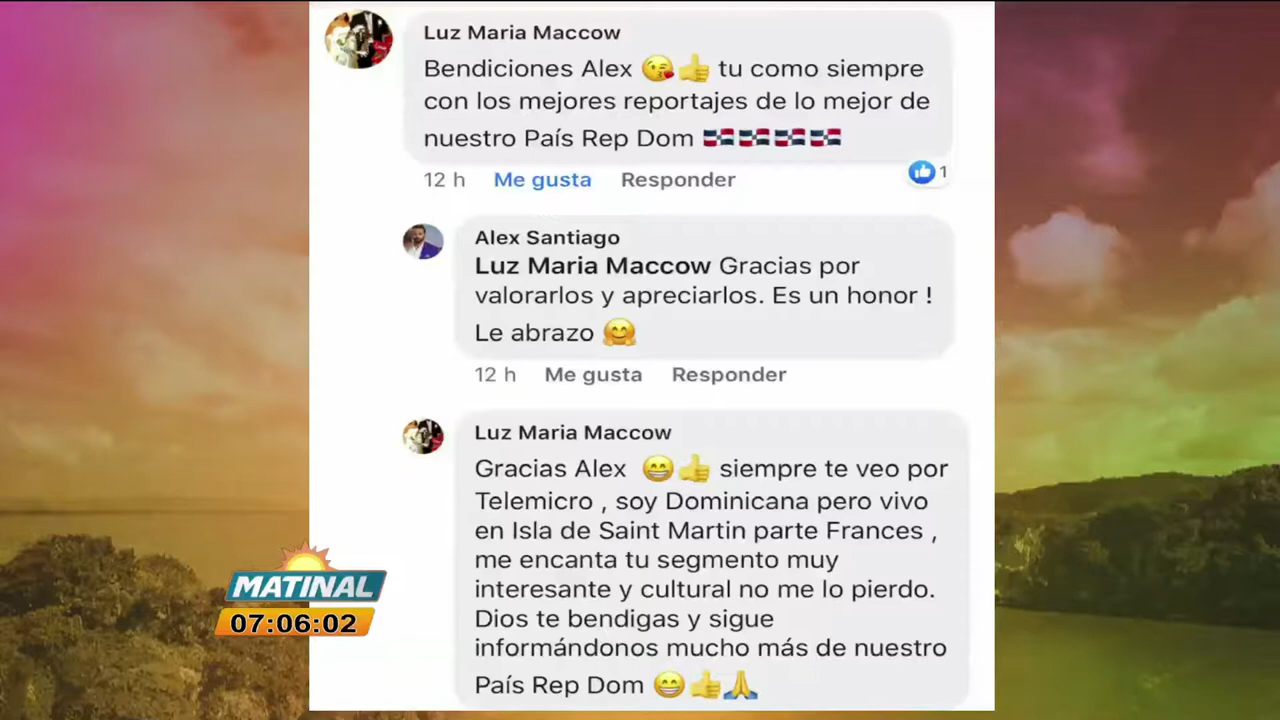 Luz Maria Maccow
Bendiciones Alex 😘👍 tu como siempre
con los mejores reportajes de lo mejor de
nuestro País Rep Dom 🇩🇴🇩🇴🇩🇴🇩🇴
12 h Me gusta Responder 1
Alex Santiago
Luz Maria Maccow Gracias por
valorarlos y apreciarlos. Es un honor !
Le abrazo 🤗
12 h Me gusta Responder
Luz Maria Maccow
Gracias Alex 😁👍 siempre te veo por
Telemicro , soy Dominicana pero vivo
en Isla de Saint Martin parte Frances ,
me encanta tu segmento muy
interesante y cultural no me lo pierdo.
Dios te bendigas y sigue
informándonos mucho más de nuestro
País Rep Dom 😁👍🙏
MATINAL
07:06:02